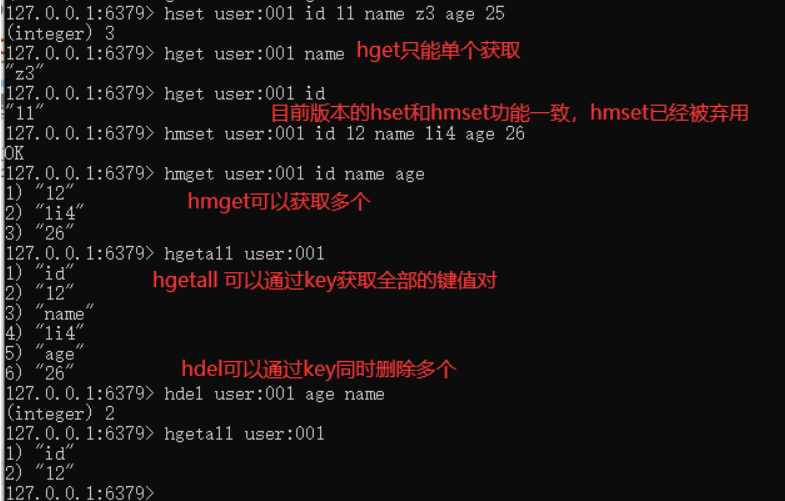 127.0.0.1:6379> hset user:001 id 11 name z3 age 25
(integer) 3
127.0.0.1:6379> hget user:001 name hget只能单个获取
"z3"
127.0.0.1:6379> hget user:001 id
"11" 目前版本的hset和hmset功能一致，hmset已经被弃用
127.0.0.1:6379> hmset user:001 id 12 name li4 age 26
OK
127.0.0.1:6379> hmget user:001 id name age
1) "12"
2) "li4" hmget可以获取多个
3) "26"
127.0.0.1:6379> hgetall user:001
1) "id"
2) "12" hgetall 可以通过key获取全部的键值对
3) "name"
4) "li4"
5) "age"
6) "26" hdel可以通过key同时删除多个
127.0.0.1:6379> hdel user:001 age name
(integer) 2
127.0.0.1:6379> hgetall user:001
1) "id"
2) "12"
127.0.0.1:6379>